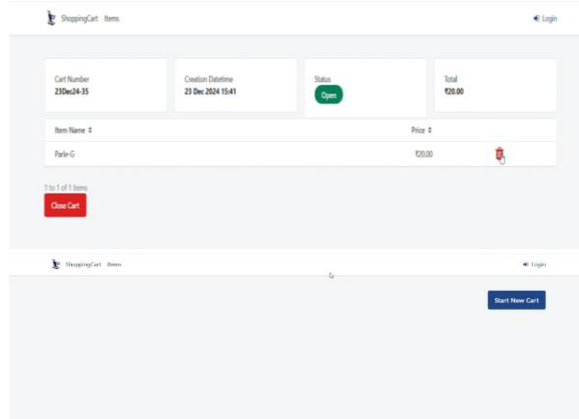 ShoppingCart Items Login
Cart Number Creation Datetime Status Total
23Dec24-35 23 Dec 2024 15:41 Open ₹20.00
Item Name Price
Parle-G ₹20.00
1 to 1 of 1 items
Close Cart
ShoppingCart Items Login
Start New Cart